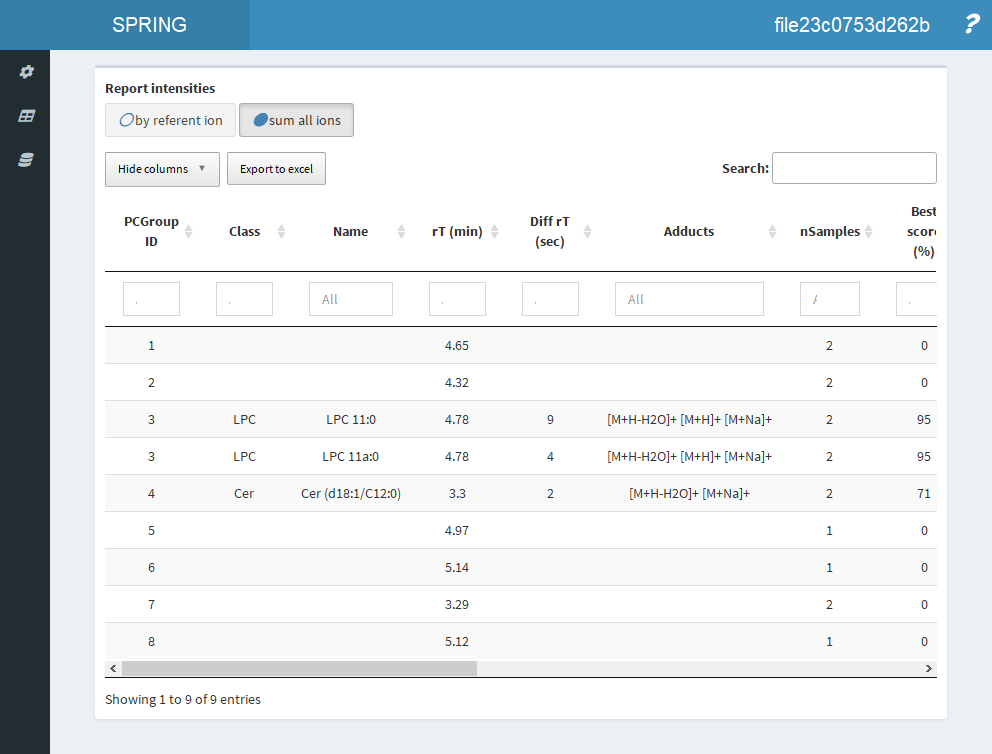 SPRING file23c0753d262b ?
Report intensities
by referent ion sum all ions
Hide columns ▼ Export to excel Search:
PCGroup ID Class Name rT (min) Diff rT (sec) Adducts nSamples Best score (%)
. . All . . All .
1 4.65 2 0
2 4.32 2 0
3 LPC LPC 11:0 4.78 9 [M+H-H2O]+ [M+H]+ [M+Na]+ 2 95
3 LPC LPC 11a:0 4.78 4 [M+H-H2O]+ [M+H]+ [M+Na]+ 2 95
4 Cer Cer (d18:1/C12:0) 3.3 2 [M+H-H2O]+ [M+Na]+ 2 71
5 4.97 1 0
6 5.14 1 0
7 3.29 2 0
8 5.12 1 0
Showing 1 to 9 of 9 entries